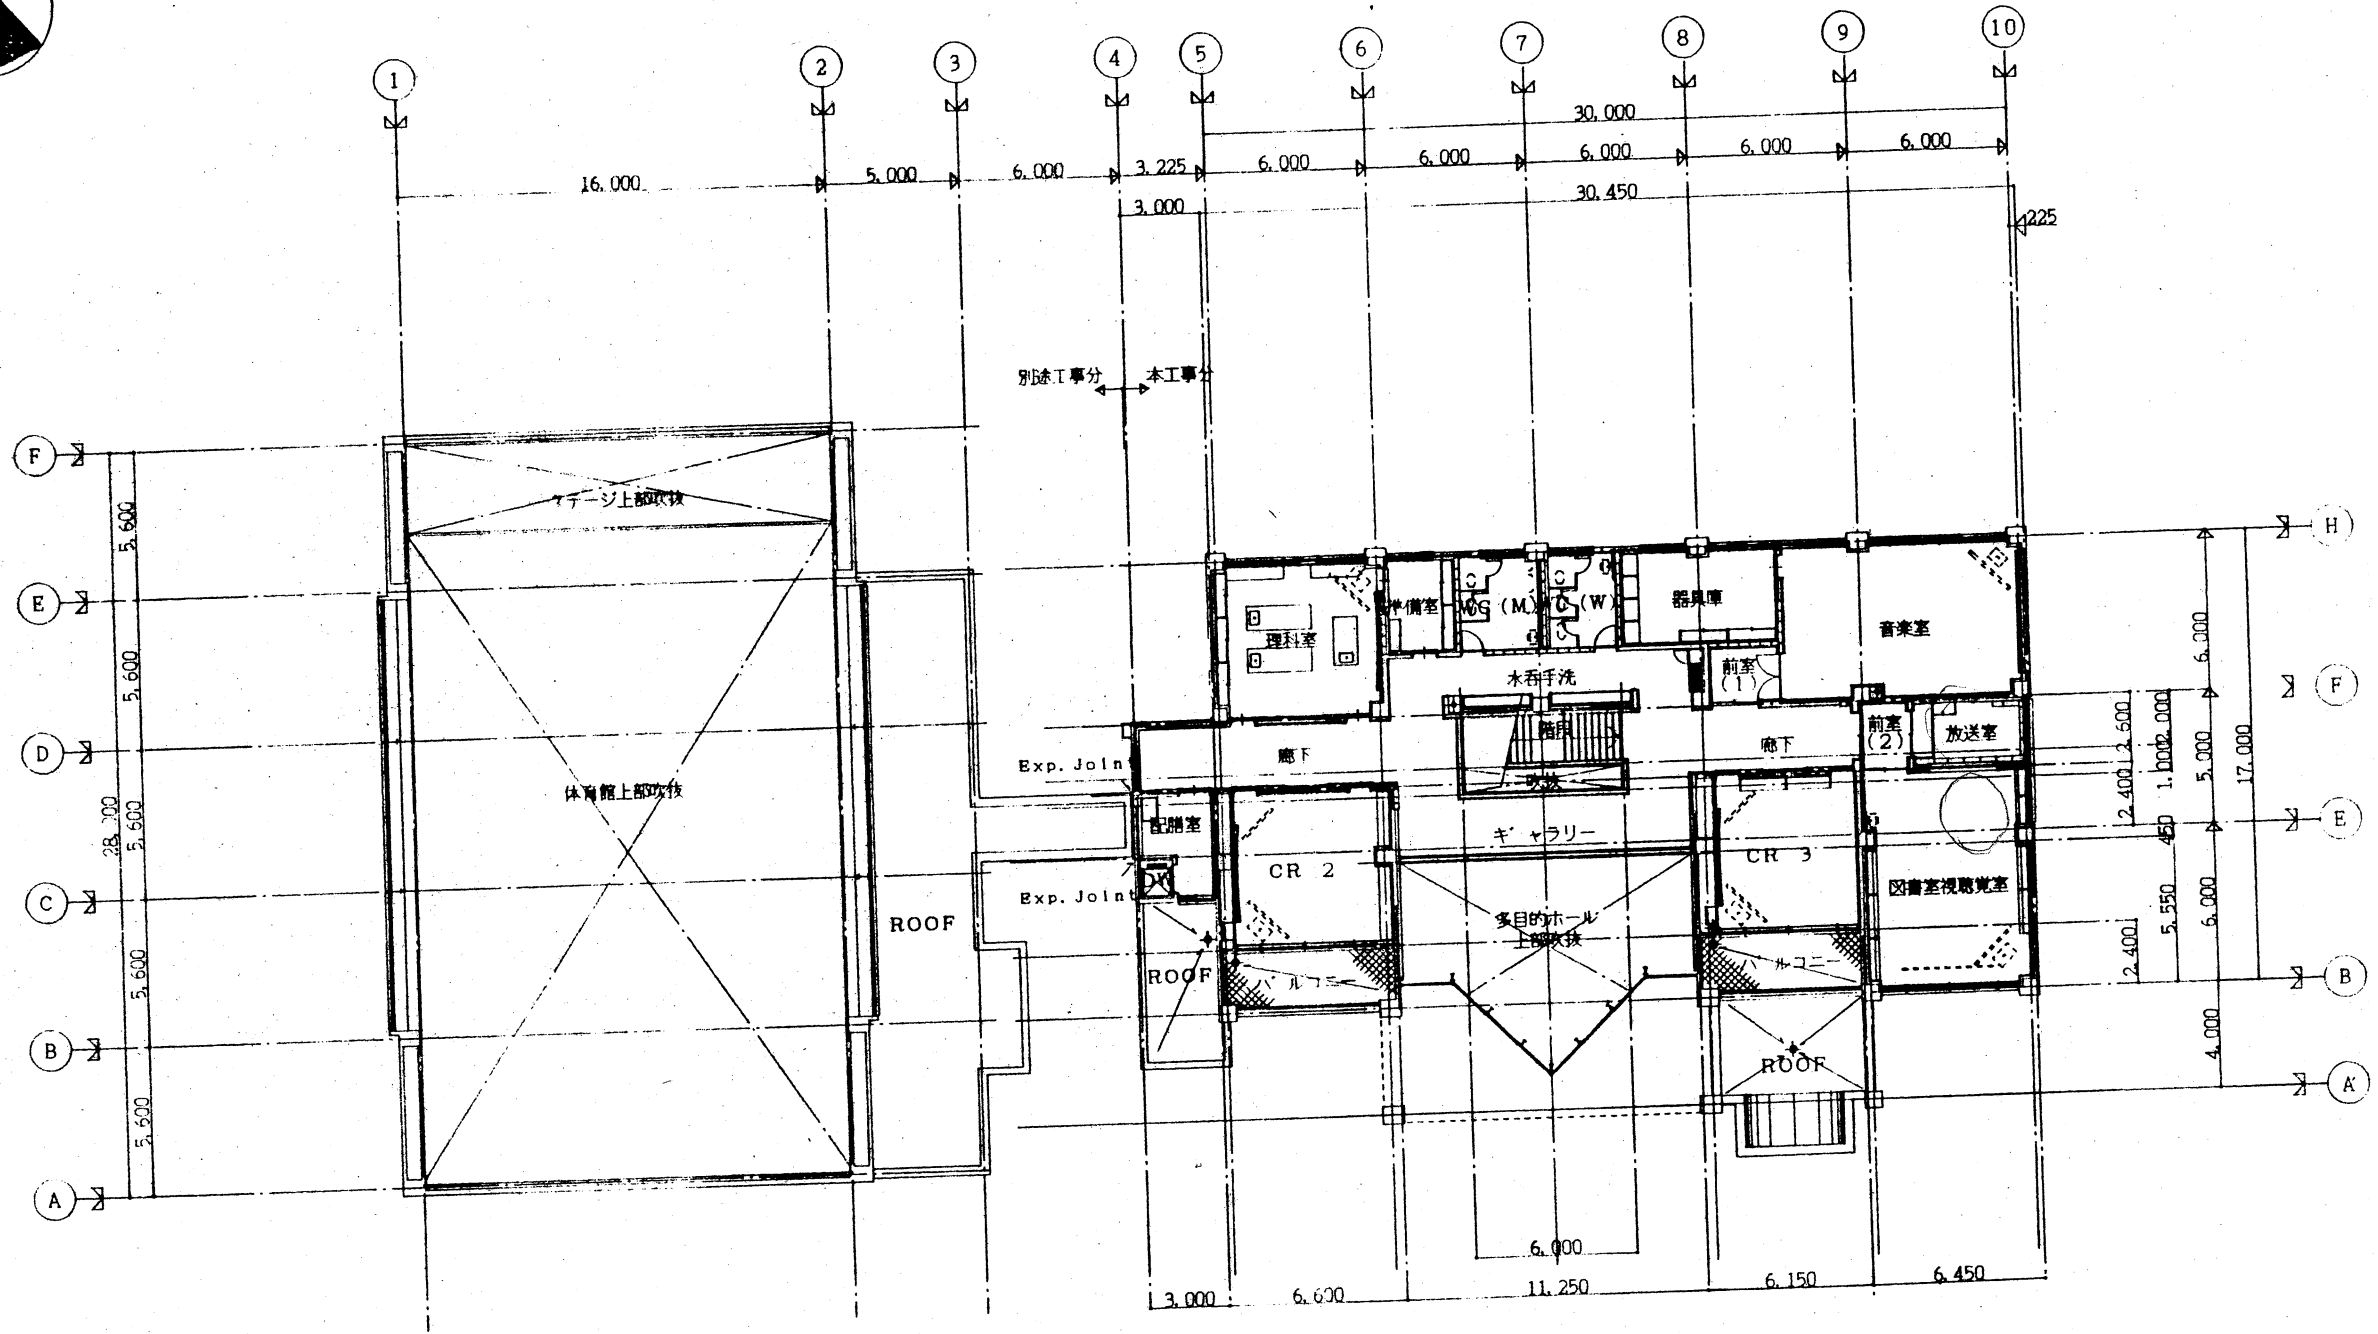 1 2 3 4 5 6 7 8 9 10
30,000
16,000 5,000 6,000 3,225 6,000 6,000 6,000 6,000 6,000
3,000 30,450
225
別途工事分 本工事分
F
5,600
ステージ上部吹抜
H
E
理科室 準備室 WC(M) WC(W) 器具庫 音楽室
6,000
5,600
水呑手洗 前室
(1)
F
D
Exp.Joint 廊下 階段 廊下 前室
(2) 放送室
2,600 2,000
2,400 1,000 5,000 17,000
吹抜
28,000
5,600
体育館上部吹抜
配膳室
ギャラリー
450
E
CR 2
CR 3
DW
C
Exp.Joint
ROOF
多目的ホール
上部吹抜
図書室視聴覚室
5,550 6,000
2,400
5,600
ROOF
バルコニー
バルコニー
B
B
4,000
ROOF
A'
5,600
A
6,000
3,000 6,600 11,250 6,150 6,450